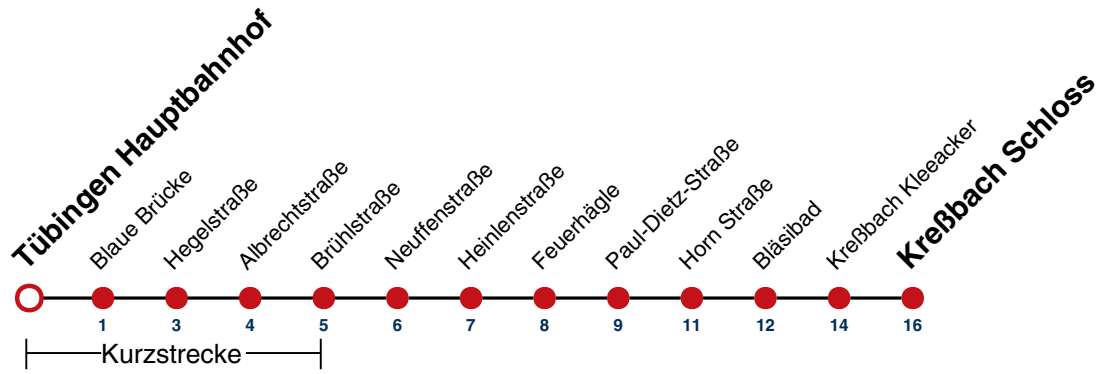 Tübingen Hauptbahnhof
Blaue Brücke
Hegelstraße
Albrechtstraße
Brühlstraße
Neuffenstraße
Heinlenstraße
Feuerhägle
Paul-Dietz-Straße
Horn Straße
Bläsibad
Kreßbach Kleeacker
Kreßbach Schloss
1 3 4 5 6 7 8 9 11 12 14 16
Kurzstrecke